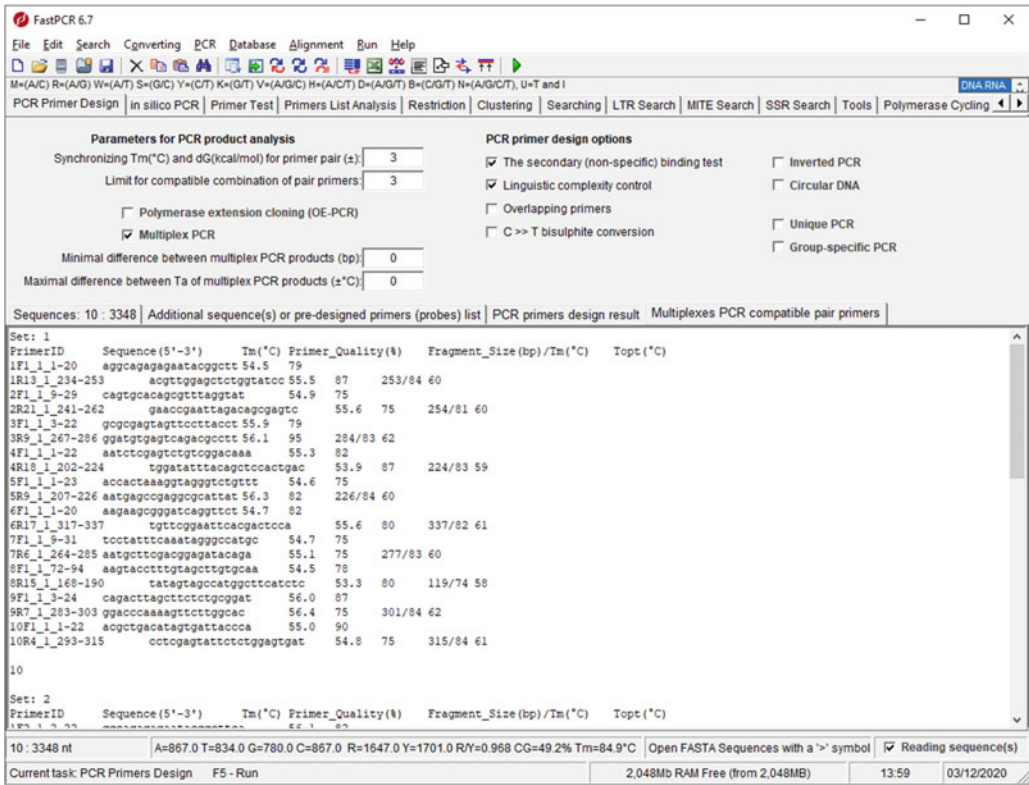 FastPCR 6.7
File Edit Search Converting PCR Database Alignment Run Help
M=(A/C) R=(A/G) W=(A/T) S=(G/C) Y=(C/T) K=(G/T) V=(A/G/C) H=(A/C/T) D=(A/G/T) B=(C/G/T) N=(A/G/C/T), U=T and I DNA RNA
PCR Primer Design in silico PCR Primer Test Primers List Analysis Restriction Clustering Searching LTR Search MITE Search SSR Search Tools Polymerase Cycling
Parameters for PCR product analysis PCR primer design options
Synchronizing Tm(°C) and dG(kcal/mol) for primer pair (±): 3 The secondary (non-specific) binding test Inverted PCR
Limit for compatible combination of pair primers: 3 Linguistic complexity control Circular DNA
Polymerase extension cloning (OE-PCR) Overlapping primers
Multiplex PCR C >> T bisulphite conversion Unique PCR
Minimal difference between multiplex PCR products (bp): 0 Group-specific PCR
Maximal difference between Ta of multiplex PCR products (±°C): 0
Sequences: 10 : 3348 Additional sequence(s) or pre-designed primers (probes) list PCR primers design result Multiplexes PCR compatible pair primers
Set: 1
PrimerID Sequence(5'-3') Tm(°C) Primer_Quality(%) Fragment_Size(bp)/Tm(°C) Topt(°C)
1F1_1_1-20 aggcagagagaatacggctt 54.5 79
1R13_1_234-253 acgttggagctctggtatcc 55.5 87 253/84 60
2F1_1_9-29 cagtgcacagcgtttaggtat 54.9 75
2R21_1_241-262 gaaccgaattagacagcgagtc 55.6 75 254/81 60
3F1_1_3-22 gcgcgagtagttccttacct 55.9 79
3R9_1_267-286 ggatgtgagtcagacgcctt 56.1 95 284/83 62
4F1_1_1-22 aatctcgagtctgtcggacaaa 55.3 82
4R18_1_202-224 tggatatttacagctccactgac 53.9 87 224/83 59
5F1_1_1-23 accactaaaggtagggtctgttt 54.6 75
5R9_1_207-226 aatgagccgaggcgcattat 56.3 82 226/84 60
6F1_1_1-20 aagaagcgggatcaggttct 54.7 82
6R17_1_317-337 tgttcggaattcacgactcca 55.6 80 337/82 61
7F1_1_9-31 tcctatttcaaatagggccatgc 54.7 75
7R6_1_264-285 aatgcttcgacggagatacaga 55.1 75 277/83 60
8F1_1_72-94 aagtacctttgtagcttgtgcaa 54.5 78
8R15_1_168-190 tatagtagccatggcttcatctc 53.3 80 119/74 58
9F1_1_3-24 cagacttagcttctctgcggat 56.0 87
9R7_1_283-303 ggacccaaaagttcttggcac 56.4 75 301/84 62
10F1_1_1-22 acgctgacatagtgattaccca 55.0 90
10R4_1_293-315 cctcgagtattctctggagtgat 54.8 75 315/84 61
10
Set: 2
PrimerID Sequence(5'-3') Tm(°C) Primer_Quality(%) Fragment_Size(bp)/Tm(°C) Topt(°C)
10 : 3348 nt A=867.0 T=834.0 G=780.0 C=867.0 R=1647.0 Y=1701.0 R/Y=0.968 CG=49.2% Tm=84.9°C Open FASTA Sequences with a '>' symbol Reading sequence(s)
Current task: PCR Primers Design F5 - Run 2,048Mb RAM Free (from 2,048MB) 13:59 03/12/2020